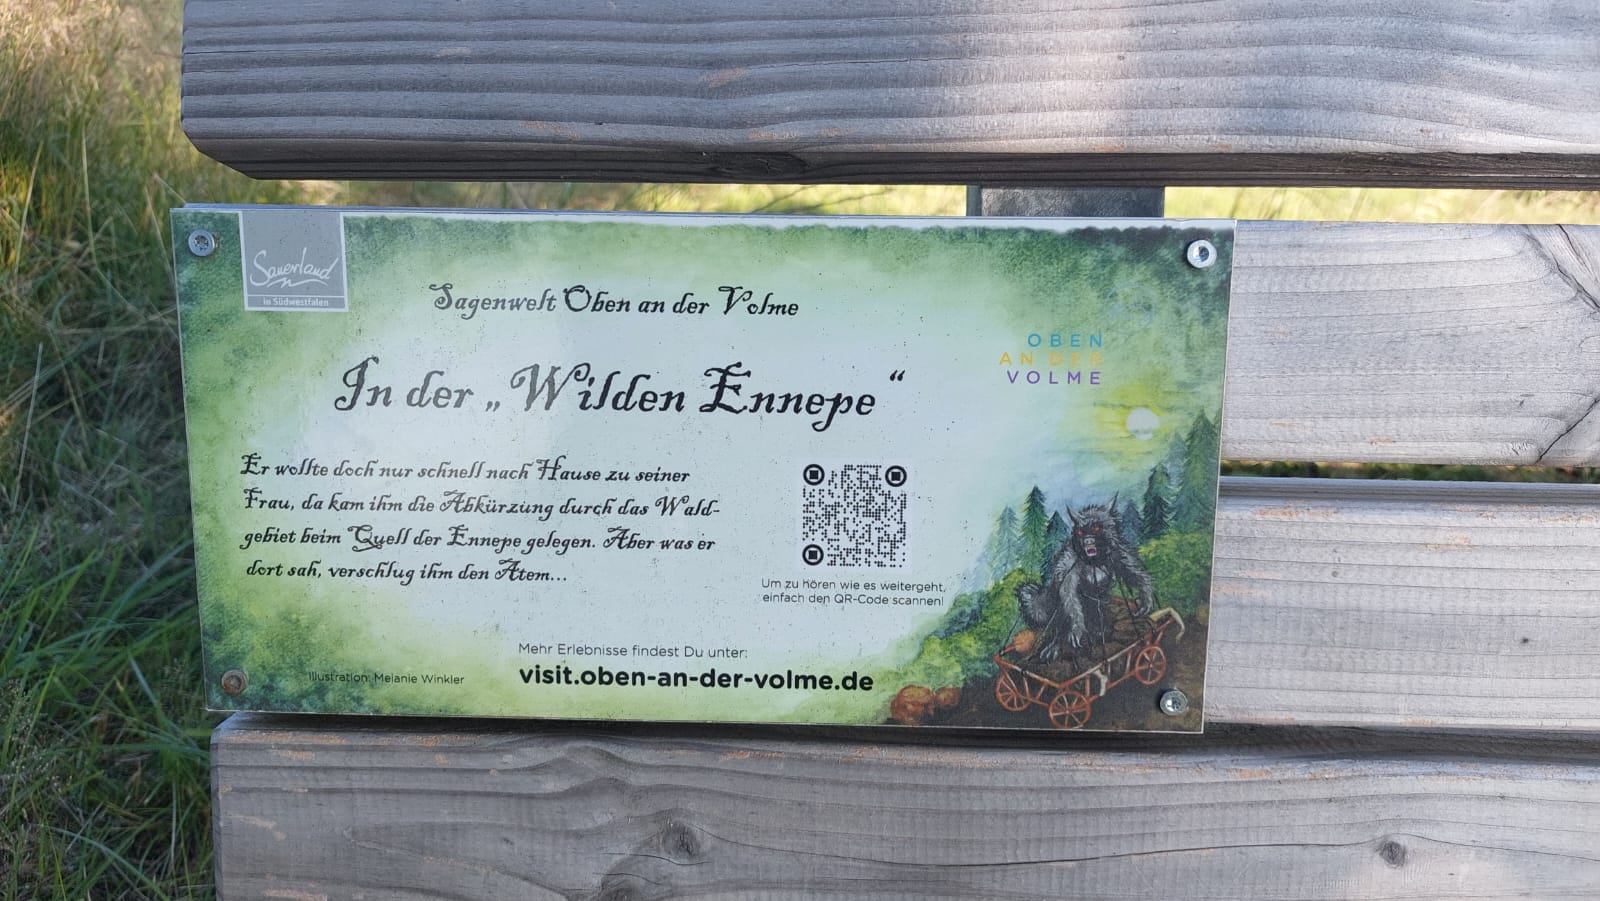 Sauerland
in Südwestfalen
Sagenwelt Oben an der Volme
OBEN
AN DER
VOLME
In der „Wilden Ennepe“
Er wollte doch nur schnell nach Hause zu seiner
Frau, da kam ihm die Abkürzung durch das Wald-
gebiet beim Quell der Ennepe gelegen. Aber was er
dort sah, verschlug ihm den Atem...
Um zu hören wie es weitergeht,
einfach den QR-Code scannen!
Mehr Erlebnisse findest Du unter:
visit.oben-an-der-volme.de
Illustration: Melanie Winkler